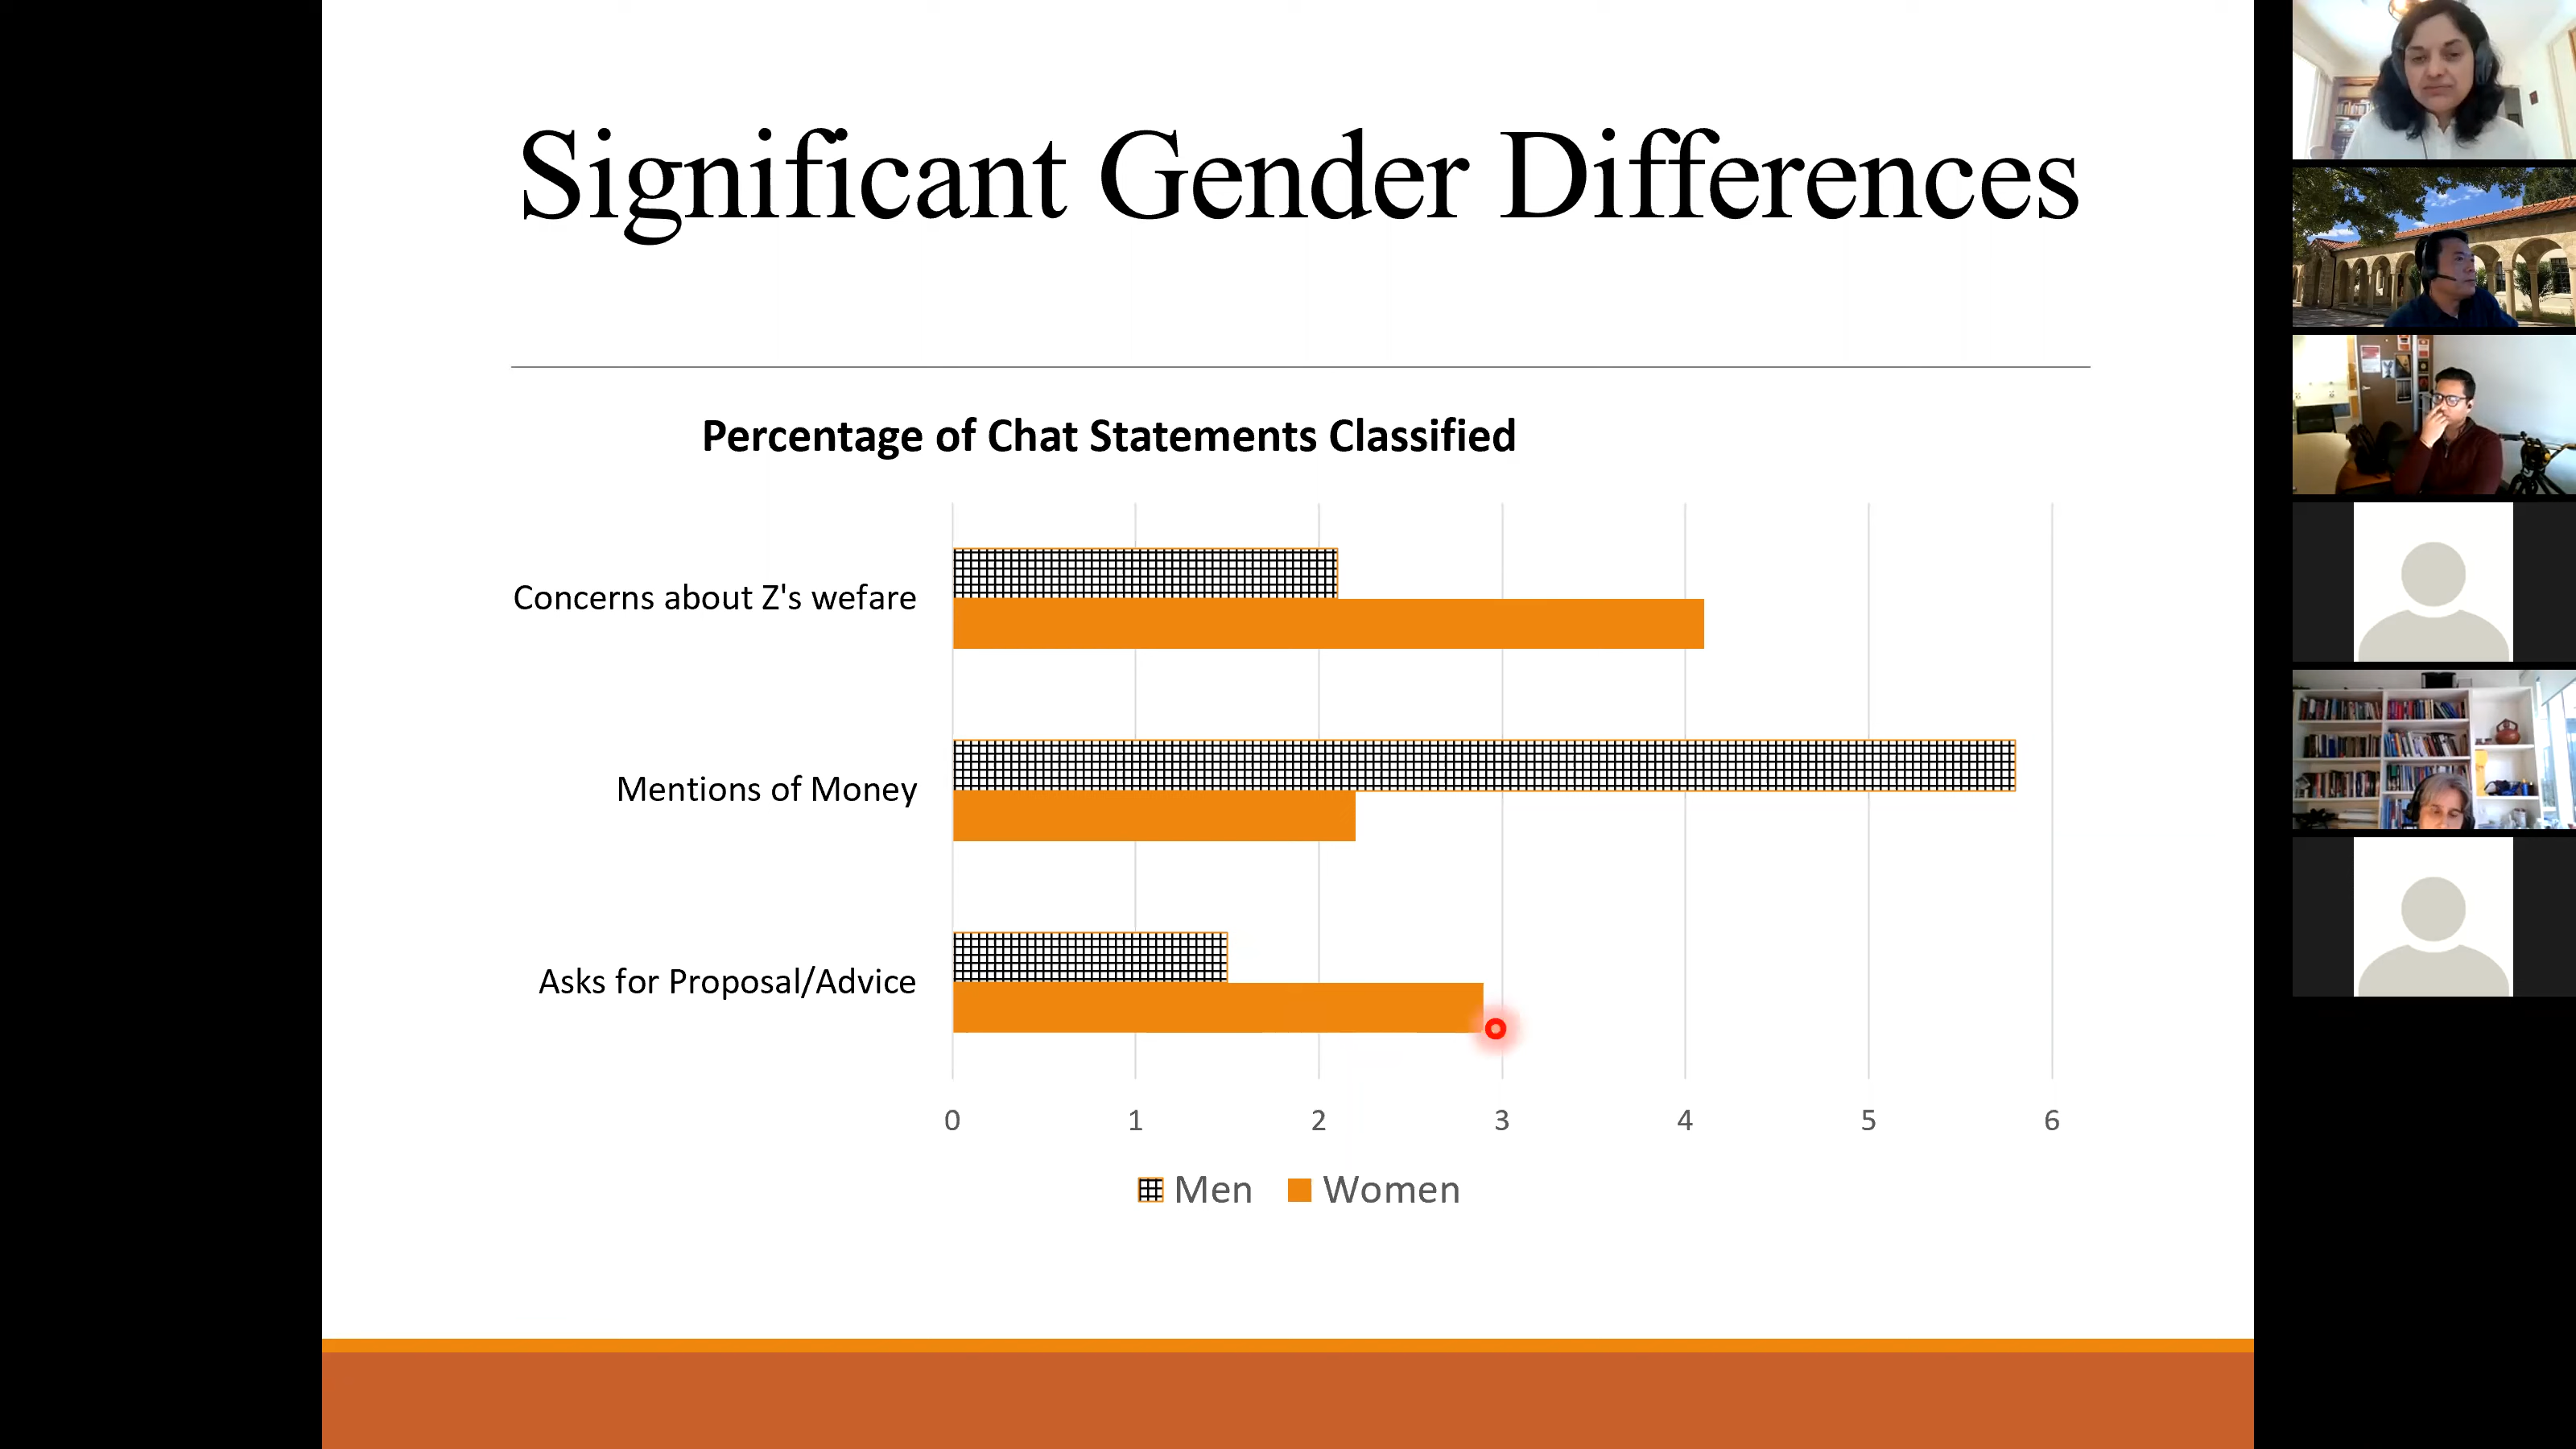 Significant Gender Differences
Percentage of Chat Statements Classified
Concerns about Z's wefare
Mentions of Money
Asks for Proposal/Advice
0 1 2 3 4 5 6
Men Women